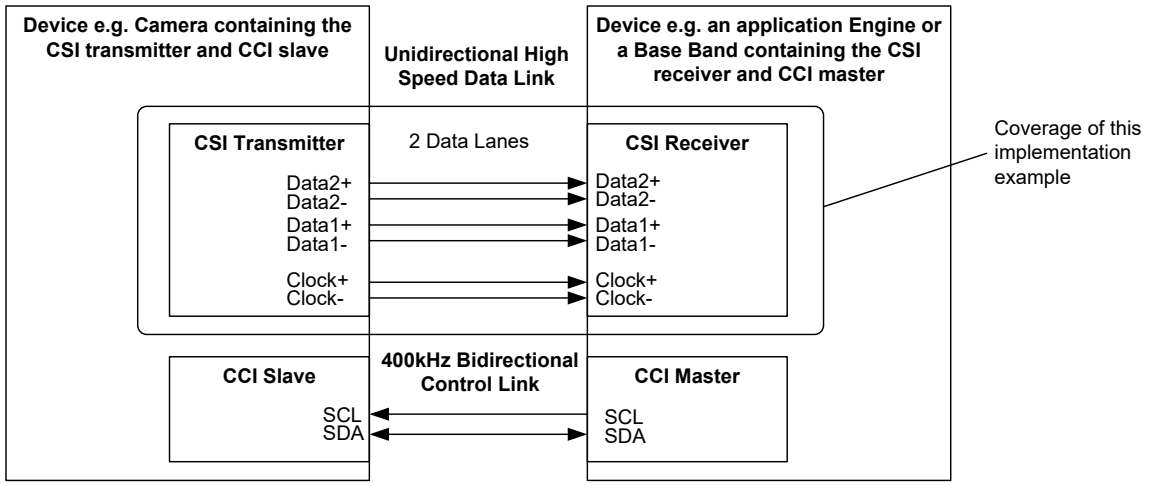 Device e.g. Camera containing the
CSI transmitter and CCI slave
Unidirectional High
Speed Data Link
Device e.g. an application Engine or
a Base Band containing the CSI
receiver and CCI master
CSI Transmitter
2 Data Lanes
CSI Receiver
Data2+
Data2-
Data1+
Data1-
Clock+
Clock-
Data2+
Data2-
Data1+
Data1-
Clock+
Clock-
Coverage of this
implementation
example
CCI Slave
400kHz Bidirectional
Control Link
CCI Master
SCL
SDA
SCL
SDA